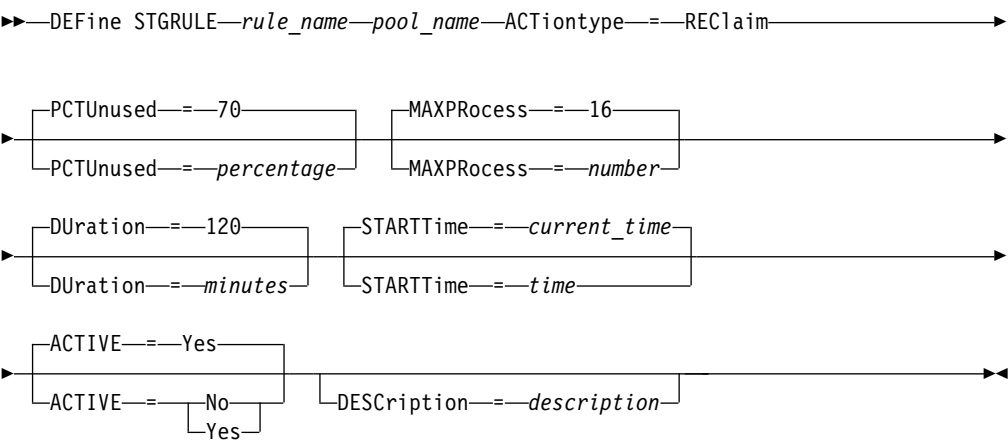 DEFine STGRULE rule_name pool_name ACTiontype = REClaim
PCTUnused = 70 MAXPRocess = 16
PCTUnused = percentage MAXPRocess = number
DUration = 120 STARTTime = current_time
DUration = minutes STARTTime = time
ACTIVE = Yes
ACTIVE = No DESCription = description
Yes